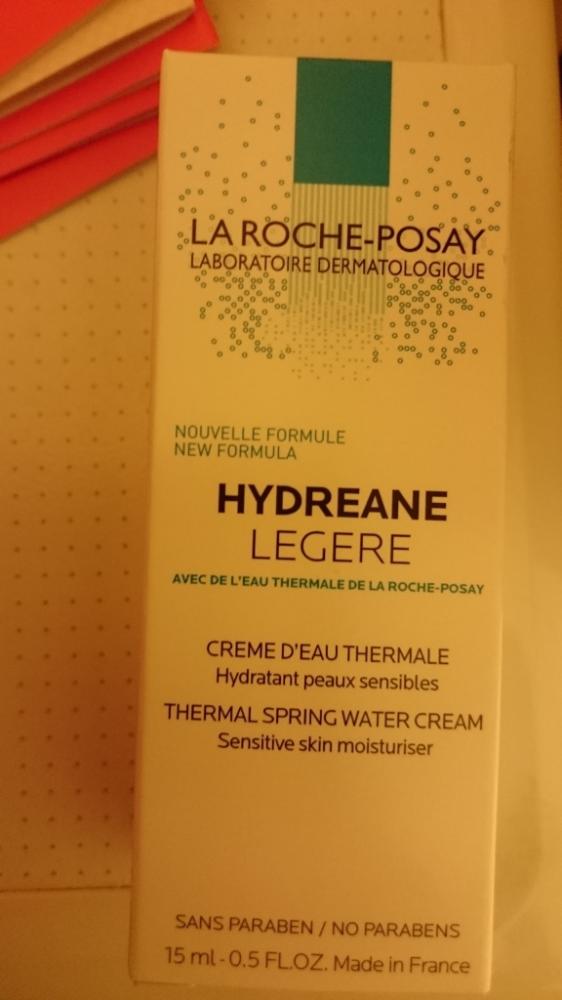 LA ROCHE-POSAY
LABORATOIRE DERMATOLOGIQUE
NOUVELLE FORMULE
NEW FORMULA
HYDREANE
LEGERE
AVEC DE L'EAU THERMALE DE LA ROCHE-POSAY
CREME D'EAU THERMALE
Hydratant peaux sensibles
THERMAL SPRING WATER CREAM
Sensitive skin moisturiser
SANS PARABEN / NO PARABENS
15 ml - 0.5 FL.OZ. Made in France